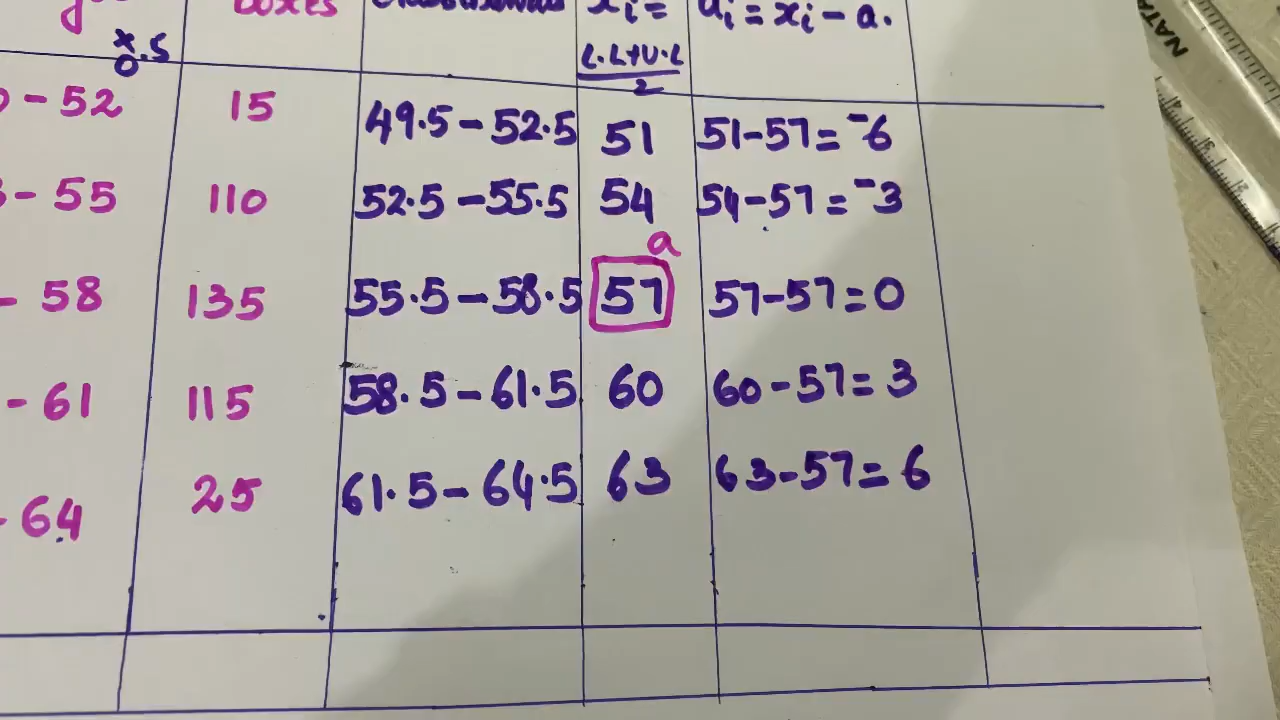 boxes xi = di = xi - a.
x 0.5 L.L+U.L
2
- 52 15 49.5 - 52.5 51 51-57= -6
- 55 110 52.5 - 55.5 54 54-57= -3
a
- 58 135 55.5 - 58.5 57 57-57=0
- 61 115 58.5 - 61.5 60 60-57= 3
- 64 25 61.5 - 64.5 63 63-57= 6
NATA